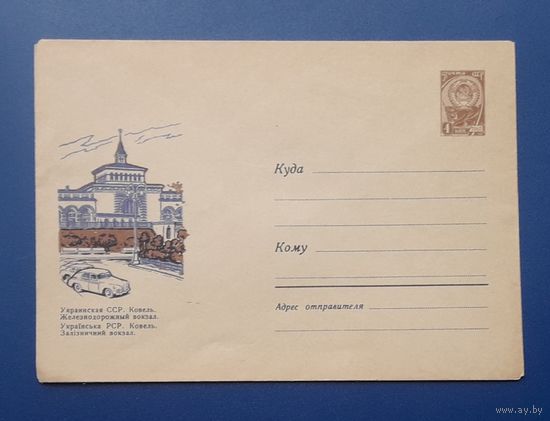 4
Куда
Кому
Адрес отправителя
Украинская ССР. Ковель.
Железнодорожный вокзал.
Українська РСР. Ковель.
Залізничний вокзал.
www.ay.by